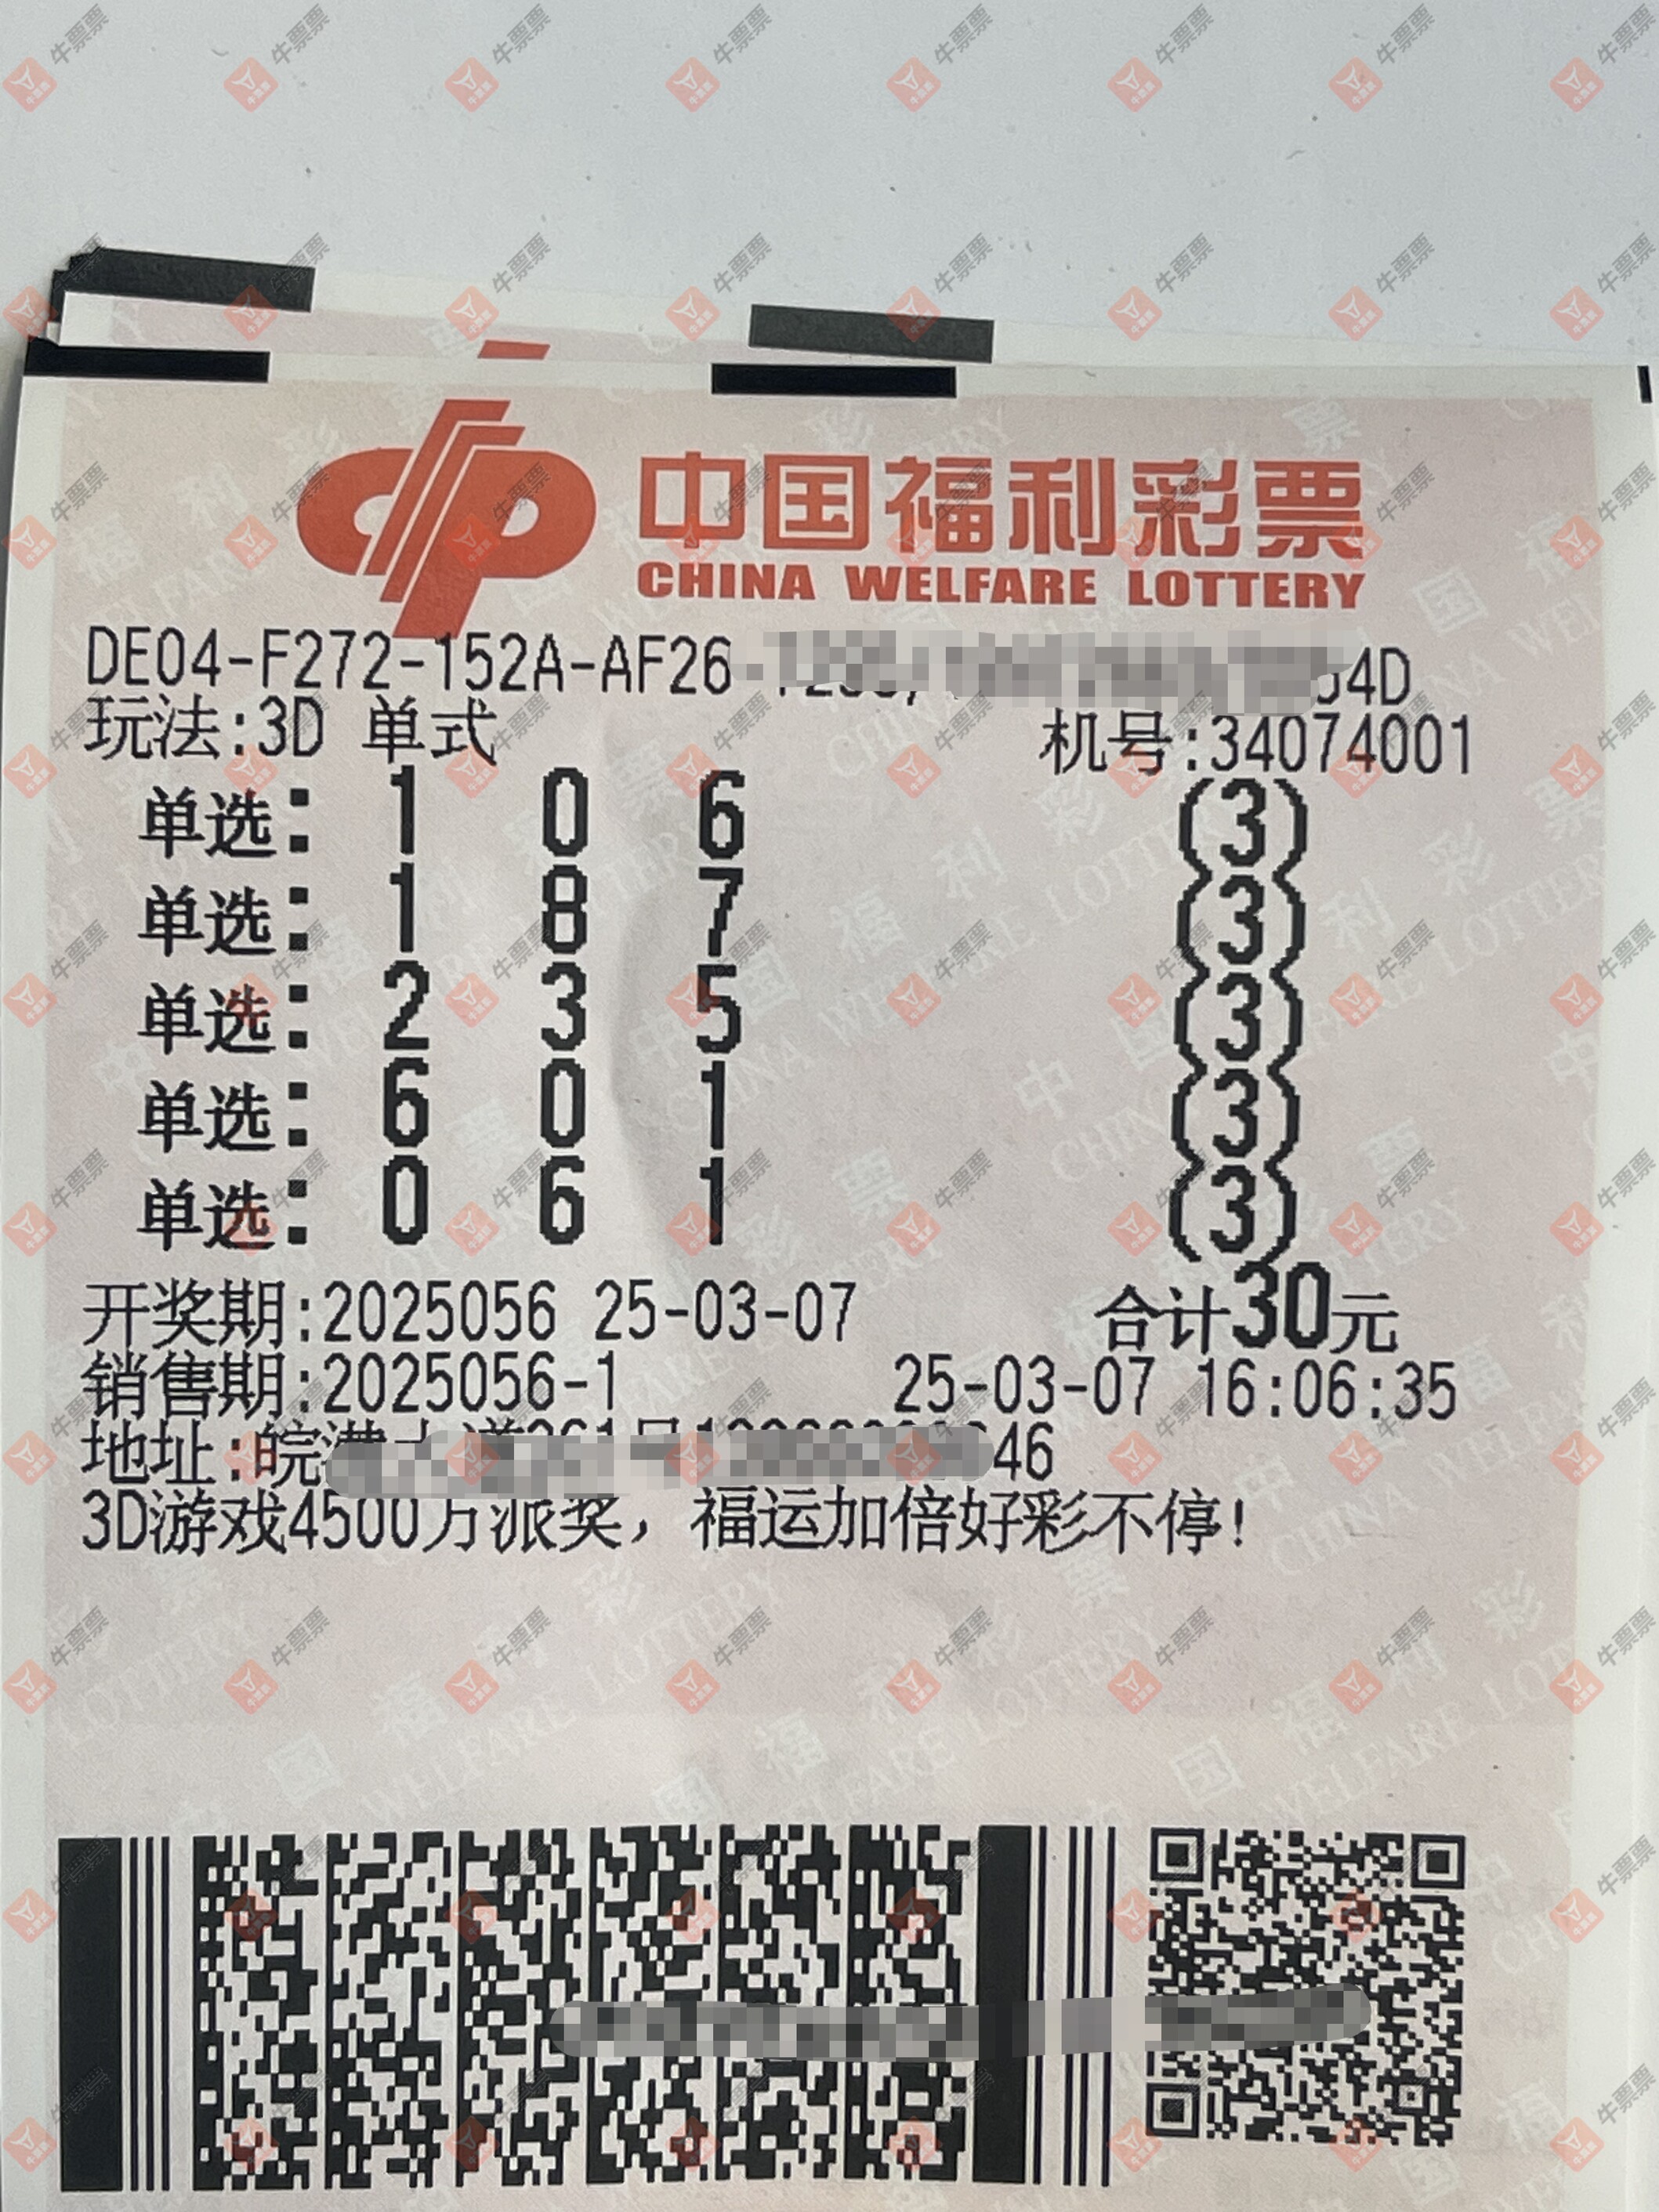 中国福利彩票
CHINA WELFARE LOTTERY
DE04-F272-152A-AF26 4D
玩法:3D 单式 机号:34074001
单选: 1 0 6 (3)
单选: 1 8 7 (3)
单选: 2 3 5 (3)
单选: 6 0 1 (3)
单选: 0 6 1 (3)
开奖期:2025056 25-03-07 合计30元
销售期:2025056-1 25-03-07 16:06:35
地址:皖 46
3D游戏4500万派奖，福运加倍好彩不停!
牛票票